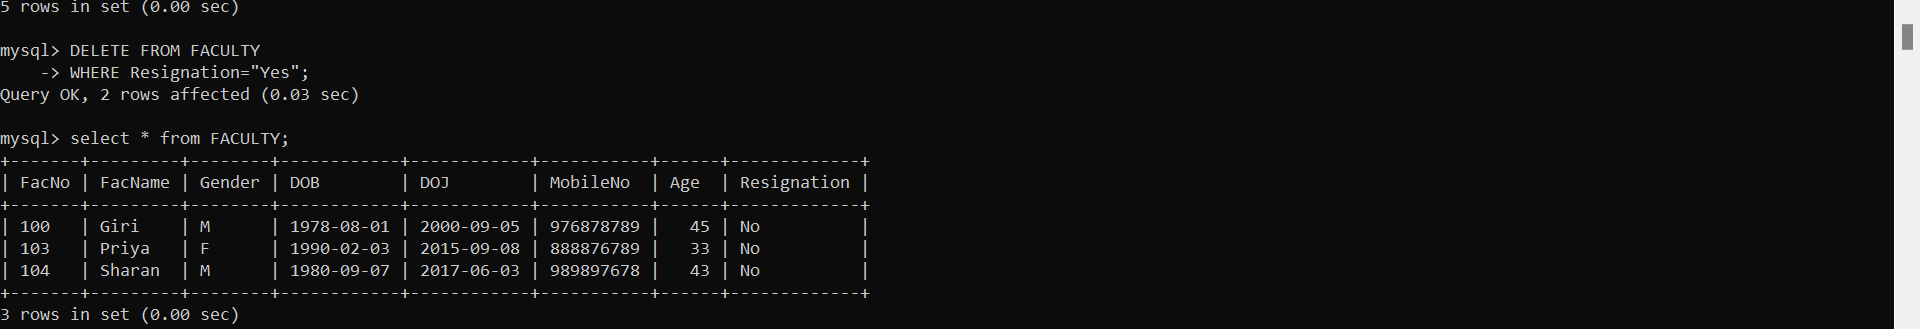 5 rows in set (0.00 sec)

mysql> DELETE FROM FACULTY
    -> WHERE Resignation="Yes";
Query OK, 2 rows affected (0.03 sec)

mysql> select * from FACULTY;
+-------+---------+--------+------------+------------+-----------+------+-------------+
| FacNo | FacName | Gender | DOB        | DOJ        | MobileNo  | Age  | Resignation |
+-------+---------+--------+------------+------------+-----------+------+-------------+
| 100   | Giri    | M      | 1978-08-01 | 2000-09-05 | 976878789 |   45 | No          |
| 103   | Priya   | F      | 1990-02-03 | 2015-09-08 | 888876789 |   33 | No          |
| 104   | Sharan  | M      | 1980-09-07 | 2017-06-03 | 989897678 |   43 | No          |
+-------+---------+--------+------------+------------+-----------+------+-------------+
3 rows in set (0.00 sec)